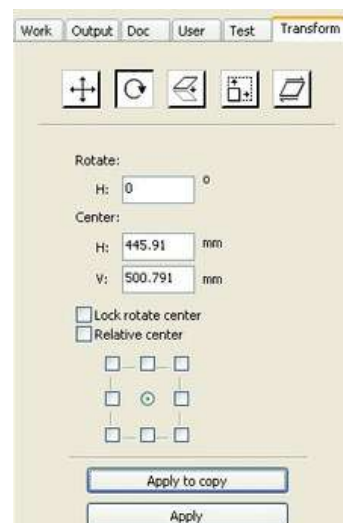 Work Output Doc User Test Transform
Rotate:
H: 0 °
Center:
H: 445.91 mm
V: 500.791 mm
Lock rotate center
Relative center
Apply to copy
Apply